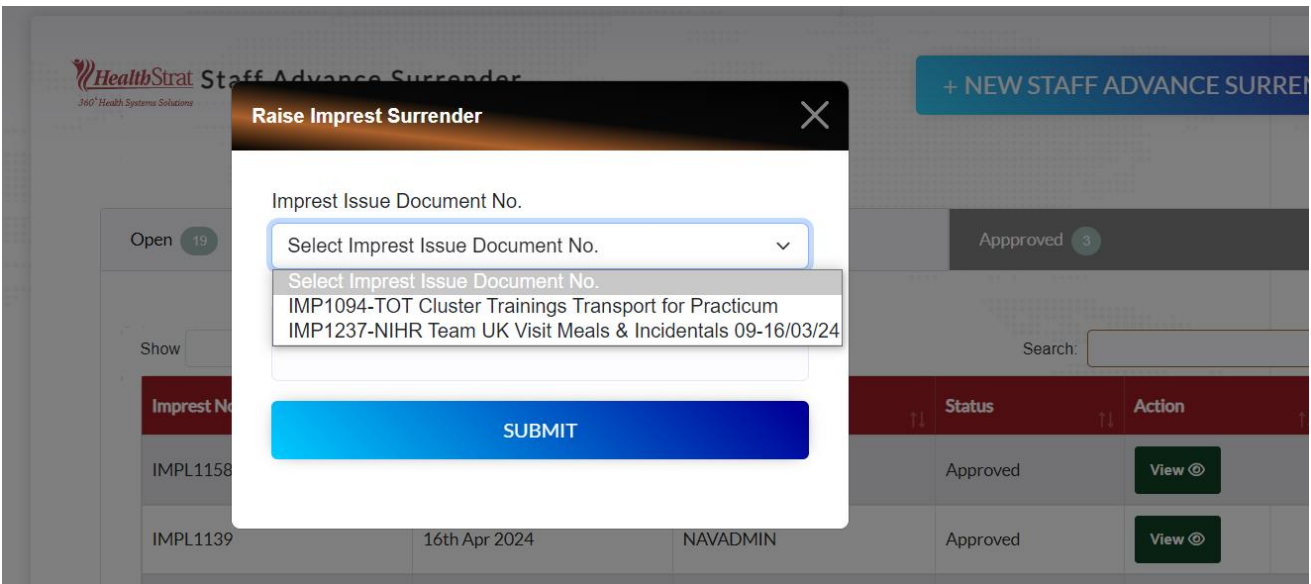 HealthStrat Staff Advance Surrender
360° Health Systems Solutions
+ NEW STAFF ADVANCE SURREN
Raise Imprest Surrender
Imprest Issue Document No.
Open 19
Select Imprest Issue Document No.
Appproved 3
Select Imprest Issue Document No.
IMP1094-TOT Cluster Trainings Transport for Practicum
IMP1237-NIHR Team UK Visit Meals & Incidentals 09-16/03/24
Show
Search:
Imprest No
Status
Action
SUBMIT
IMPL1158
Approved
View
IMPL1139
16th Apr 2024
NAVADMIN
Approved
View